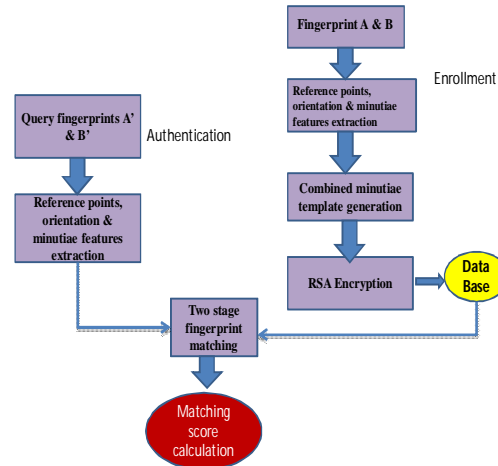 Fingerprint A & B
Enrollment
Reference points,
orientation & minutiae
features extraction
Query fingerprints A’
& B’
Authentication
Combined minutiae
template generation
Reference points,
orientation &
minutiae features
extraction
RSA Encryption
Data
Base
Two stage
fingerprint
matching
Matching
score
calculation